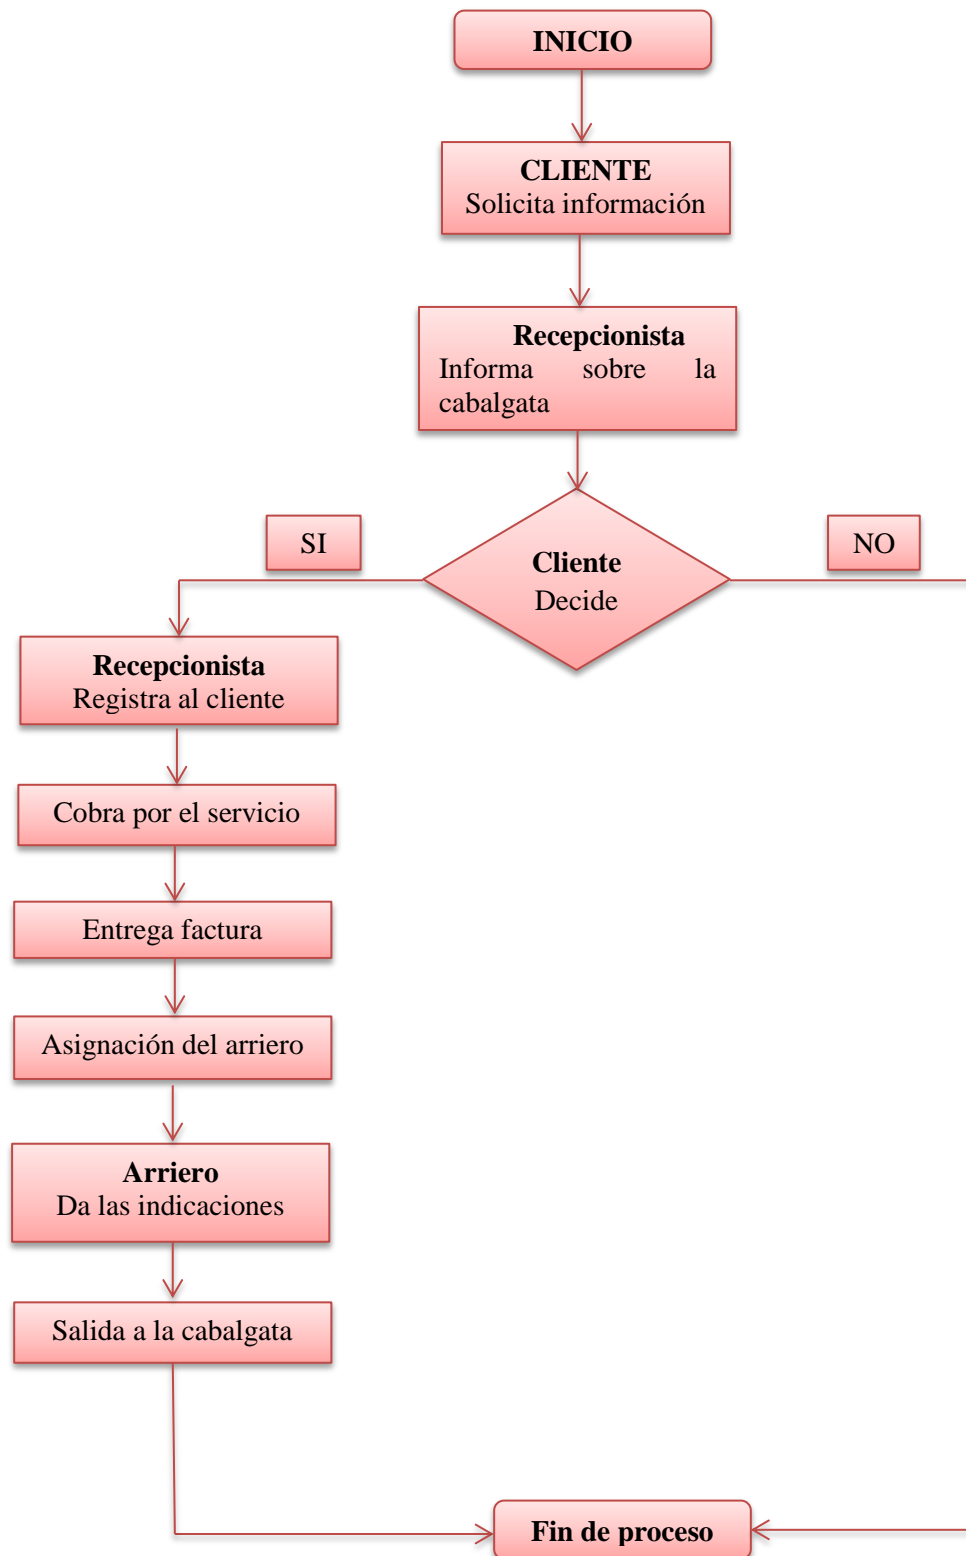 INICIO
CLIENTE
Solicita información
Recepcionista
Informa sobre la
cabalgata
SI
NO
Cliente
Decide
Recepcionista
Registra al cliente
Cobra por el servicio
Entrega factura
Asignación del arriero
Arriero
Da las indicaciones
Salida a la cabalgata
Fin de proceso